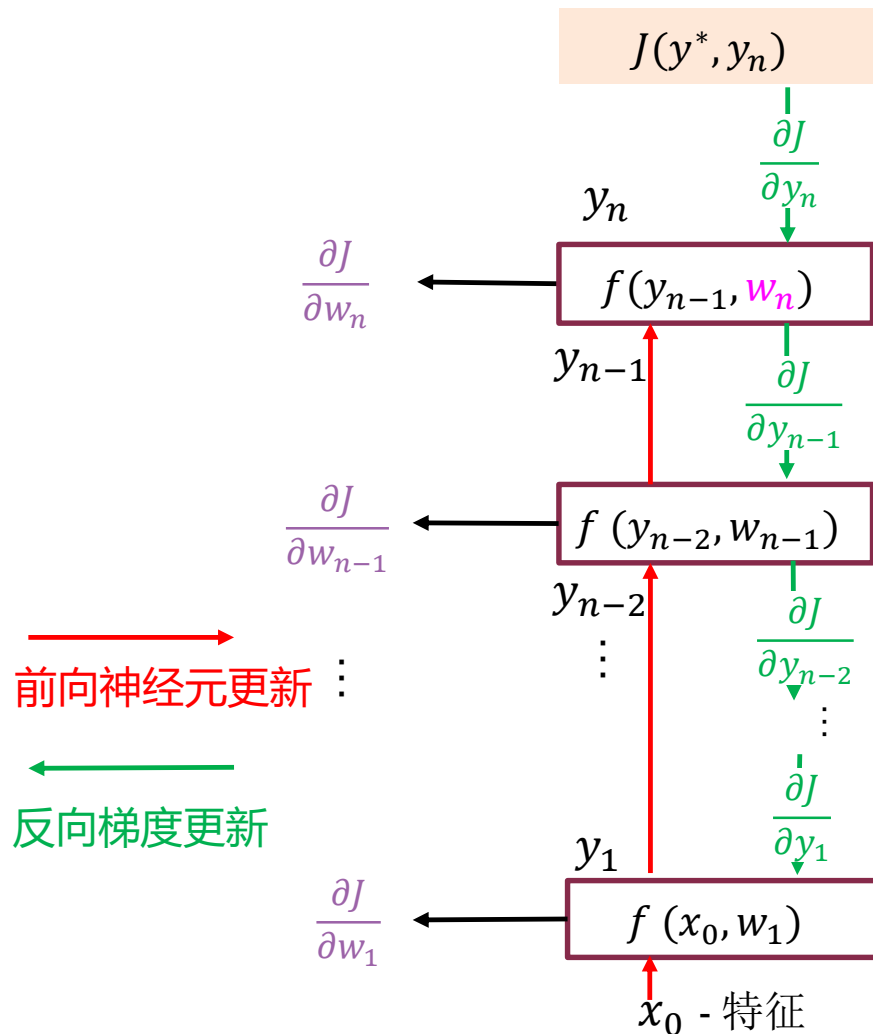 J(y*, yₙ)
∂J/∂yₙ
yₙ
∂J/∂wₙ
f(yₙ₋₁, wₙ)
yₙ₋₁
∂J/∂yₙ₋₁
∂J/∂wₙ₋₁
f (yₙ₋₂, wₙ₋₁)
yₙ₋₂
∂J/∂yₙ₋₂
前向神经元更新
⋮
⋮
⋮
反向梯度更新
∂J/∂y₁
y₁
∂J/∂w₁
f (x₀, w₁)
x₀ - 特征